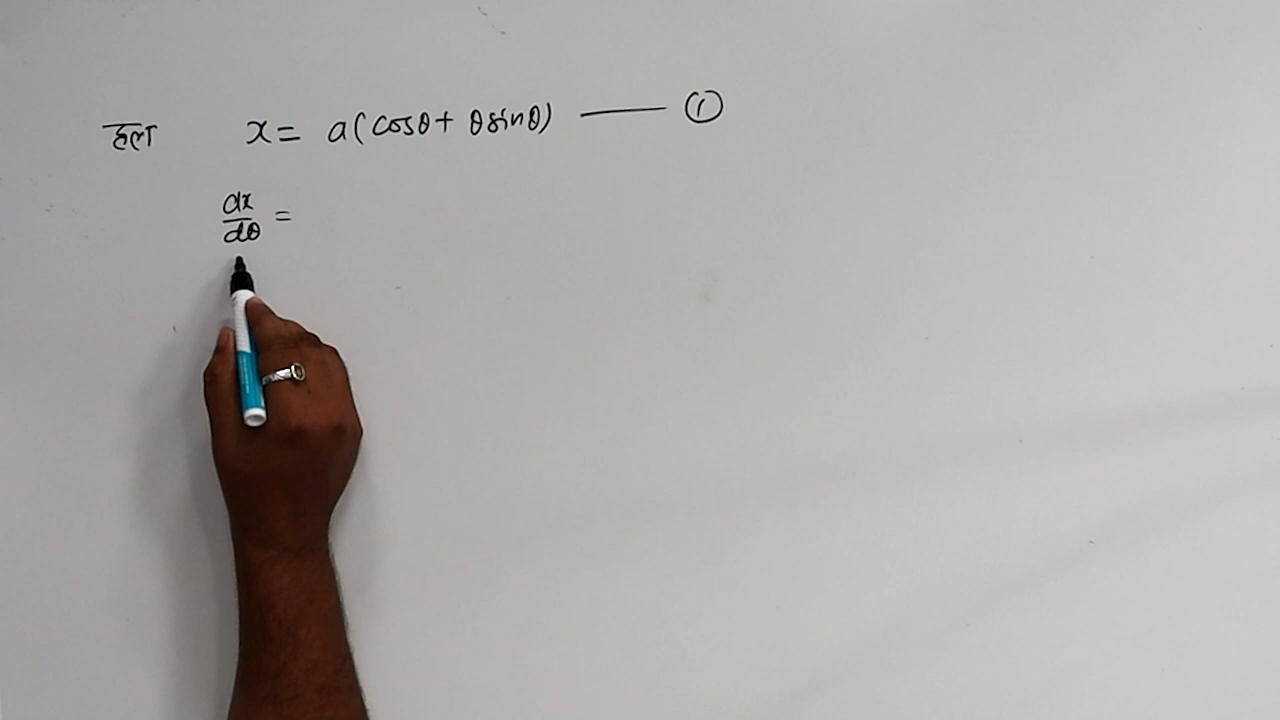 हल x = a(cosθ + θsinθ) —— ①
dx/dθ =